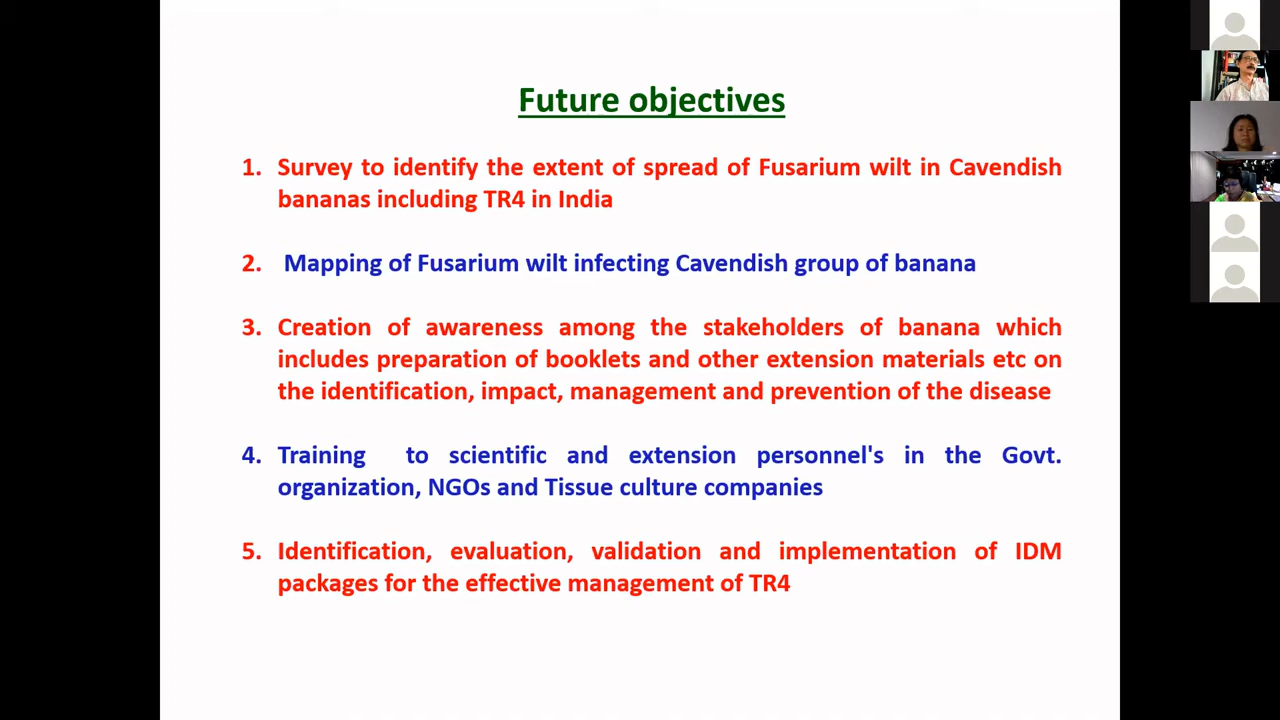 Future objectives
1. Survey to identify the extent of spread of Fusarium wilt in Cavendish
bananas including TR4 in India
2. Mapping of Fusarium wilt infecting Cavendish group of banana
3. Creation of awareness among the stakeholders of banana which
includes preparation of booklets and other extension materials etc on
the identification, impact, management and prevention of the disease
4. Training to scientific and extension personnel's in the Govt.
organization, NGOs and Tissue culture companies
5. Identification, evaluation, validation and implementation of IDM
packages for the effective management of TR4